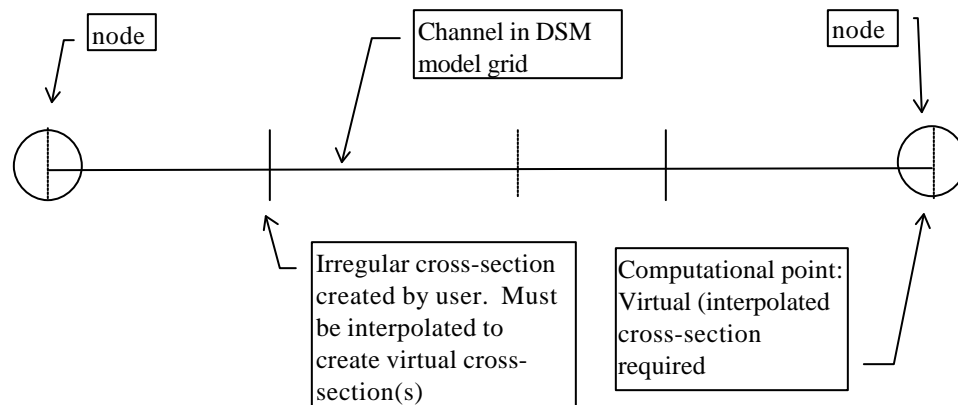 node
Channel in DSM
model grid
node
Irregular cross-section
created by user. Must
be interpolated to
create virtual cross-
section(s)
Computational point:
Virtual (interpolated
cross-section
required